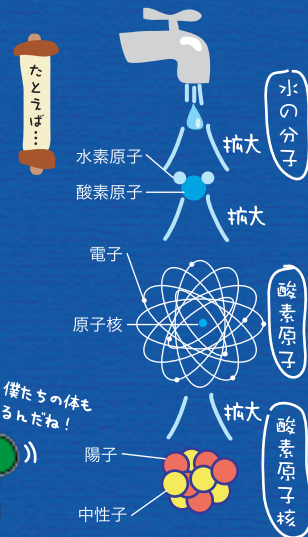 たとえば…
水の分子
拡大
水素原子
酸素原子
拡大
電子
原子核
酸素原子
拡大
僕たちの体も
るんだね！
陽子
中性子
酸素原子核